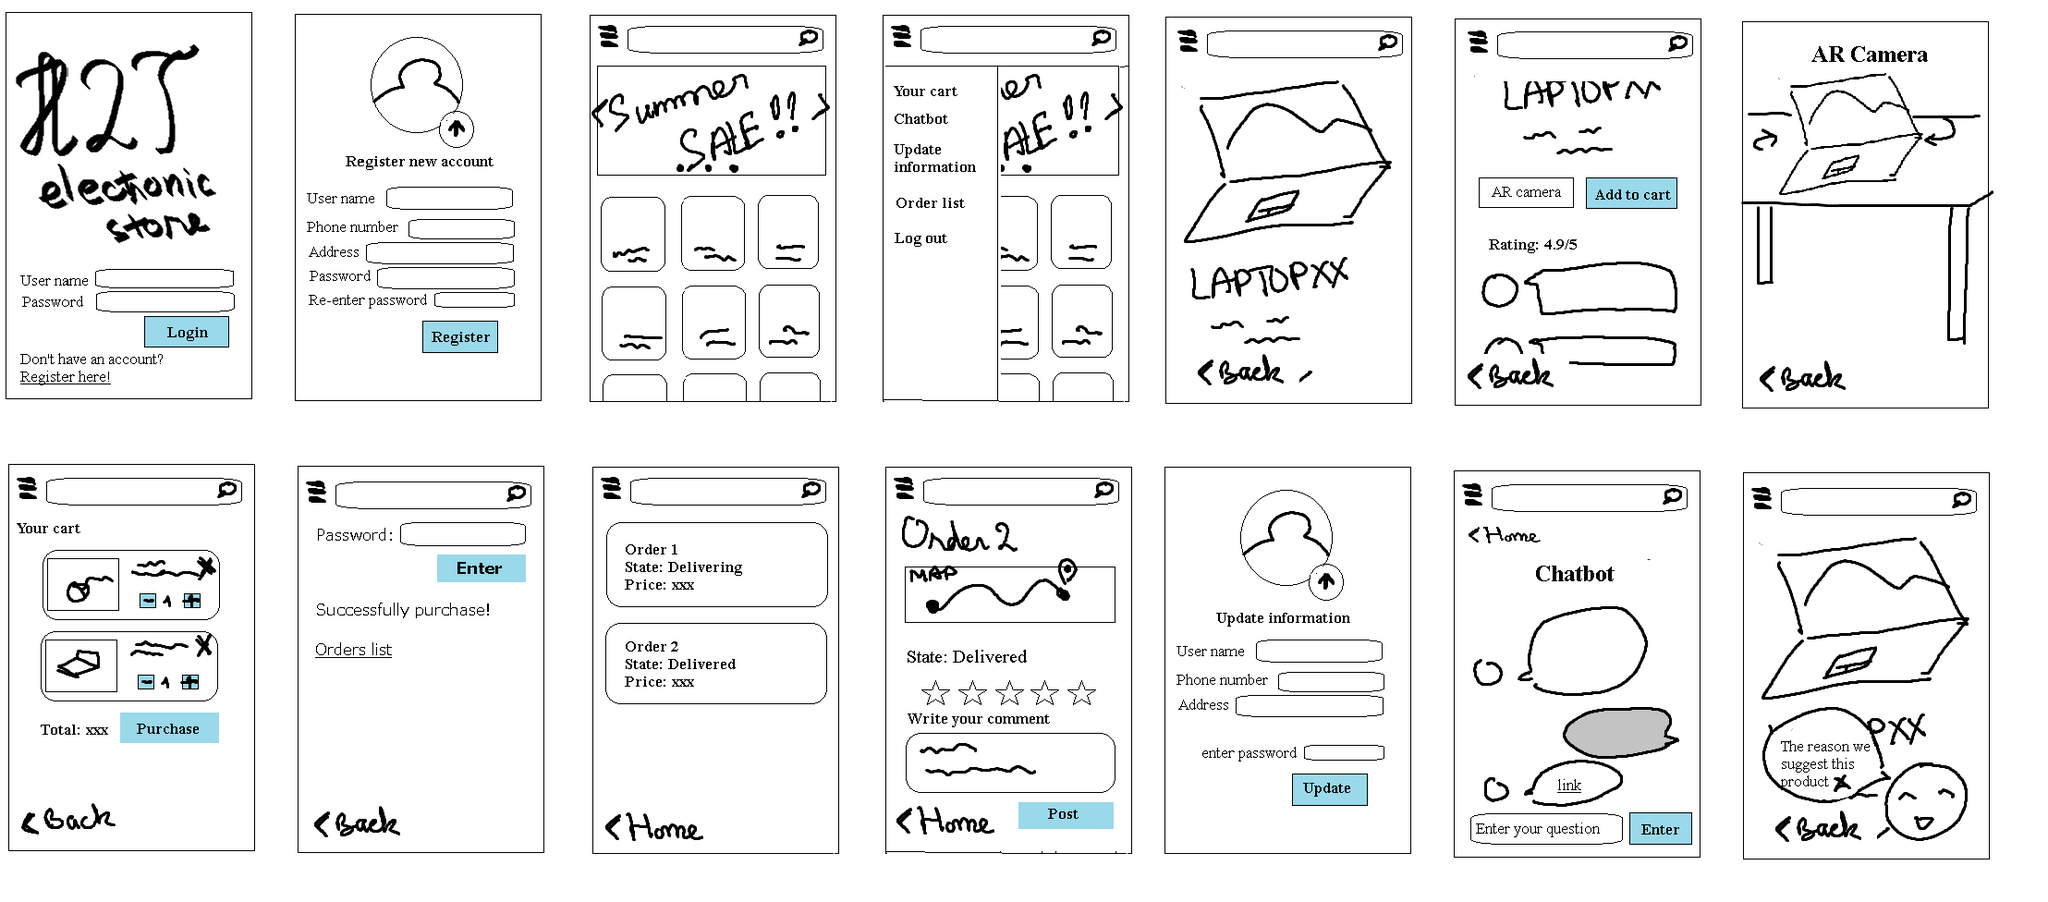 H2T
electionic
store
User name
Password
Login
Don't have an account?
Register here!
Register new account
User name
Phone number
Address
Password
Re-enter password
Register
<Summer >
SALE!!
Your cart
Chatbot
Update
information
Order list
Log out
er >
ALE!!
LAPTOPXX
<Back
AR camera
Add to cart
Rating: 4.9/5
<Back
AR Camera
<Back
Your cart
- 1 +
- 1 +
Total: xxx
Purchase
<Back
Password:
Enter
Successfully purchase!
Orders list
<Back
Order 1
State: Delivering
Price: xxx
Order 2
State: Delivered
Price: xxx
<Home
Order 2
MAP
State: Delivered
Write your comment
<Home
Post
Update information
User name
Phone number
Address
enter password
Update
<Home
Chatbot
link
Enter your question
Enter
PXX
The reason we
suggest this
product
<Back